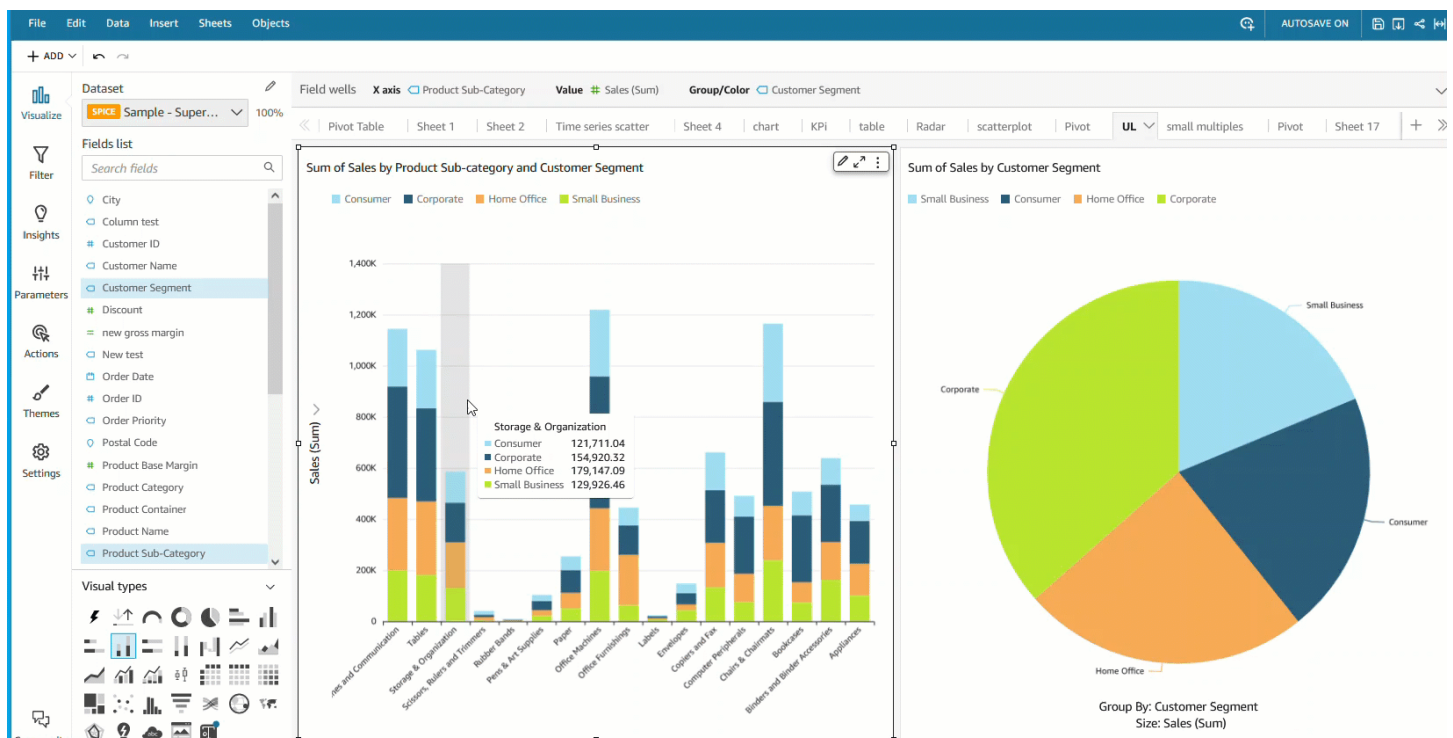 File Edit Data Insert Sheets Objects AUTOSAVE ON
+ ADD
Visualize
Filter
Insights
Parameters
Actions
Themes
Settings
Dataset
SPICE Sample - Super... 100%
Fields list
Search fields
City
Column test
Customer ID
Customer Name
Customer Segment
Discount
new gross margin
New test
Order Date
Order ID
Order Priority
Postal Code
Product Base Margin
Product Category
Product Container
Product Name
Product Sub-Category
Visual types
Field wells X axis Product Sub-Category Value Sales (Sum) Group/Color Customer Segment
Pivot Table Sheet 1 Sheet 2 Time series scatter Sheet 4 chart KPi table Radar scatterplot Pivot UL small multiples Pivot Sheet 17
Sum of Sales by Product Sub-category and Customer Segment
Consumer Corporate Home Office Small Business
1,400K
1,200K
1,000K
800K
600K
400K
200K
0
Sales (Sum)
Storage & Organization
Consumer 121,711.04
Corporate 154,920.32
Home Office 179,147.09
Small Business 129,926.46
nes and Communication
Tables
Storage & Organization
Scissors, Rulers and Trimmers
Rubber Bands
Pens & Art Supplies
Paper
Office Machines
Office Furnishings
Labels
Envelopes
Copiers and Fax
Computer Peripherals
Chairs & Chairmats
Bookcases
Binders and Binder Accessories
Appliances
Sum of Sales by Customer Segment
Small Business Consumer Home Office Corporate
Small Business
Corporate
Consumer
Home Office
Group By: Customer Segment
Size: Sales (Sum)